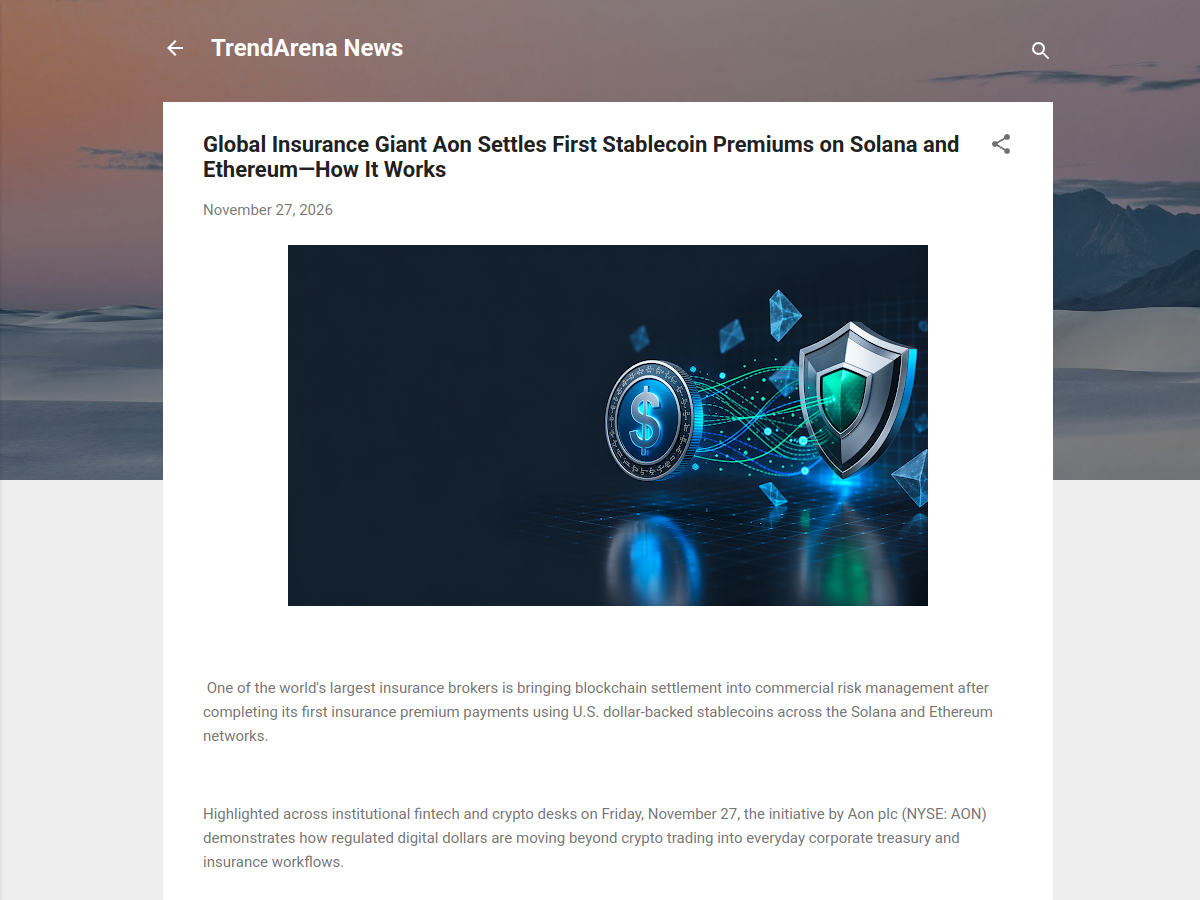 TrendArena News
Global Insurance Giant Aon Settles First Stablecoin Premiums on Solana and
Ethereum—How It Works
November 27, 2026
$
One of the world's largest insurance brokers is bringing blockchain settlement into commercial risk management after
completing its first insurance premium payments using U.S. dollar-backed stablecoins across the Solana and Ethereum
networks.
Highlighted across institutional fintech and crypto desks on Friday, November 27, the initiative by Aon plc (NYSE: AON)
demonstrates how regulated digital dollars are moving beyond crypto trading into everyday corporate treasury and
insurance workflows.